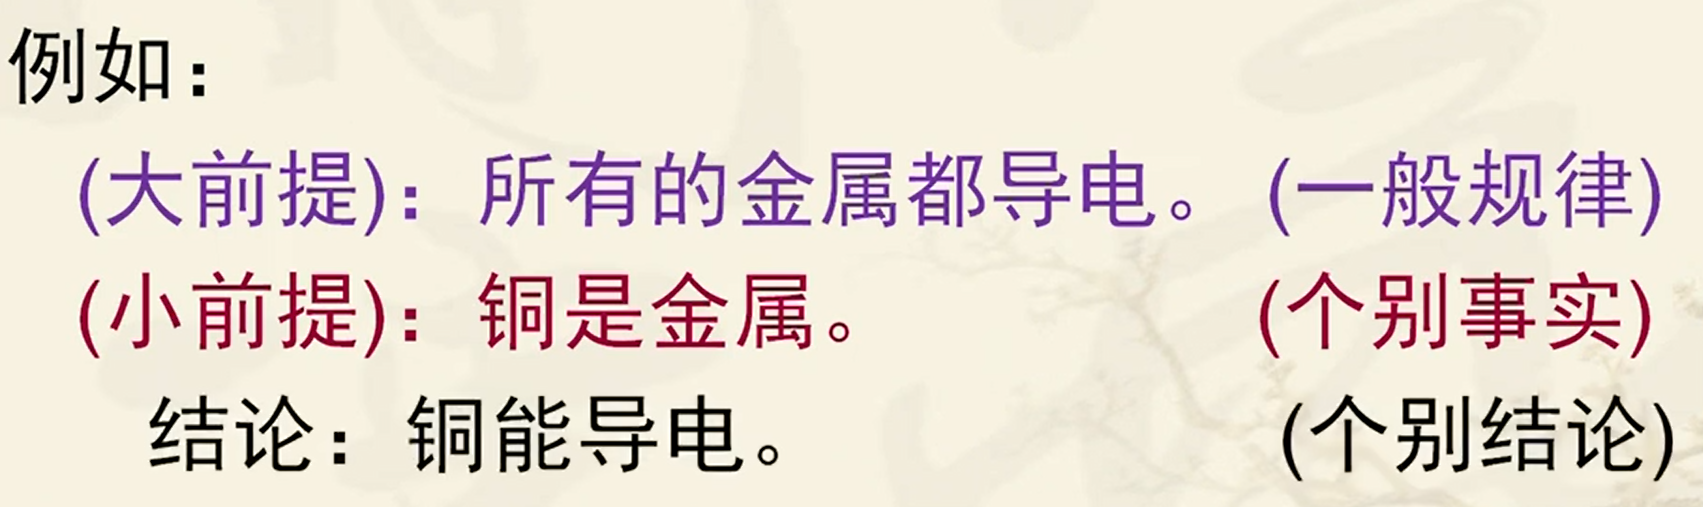 例如：
(大前提)：所有的金属都导电。(一般规律)
(小前提)：铜是金属。(个别事实)
结论：铜能导电。(个别结论)